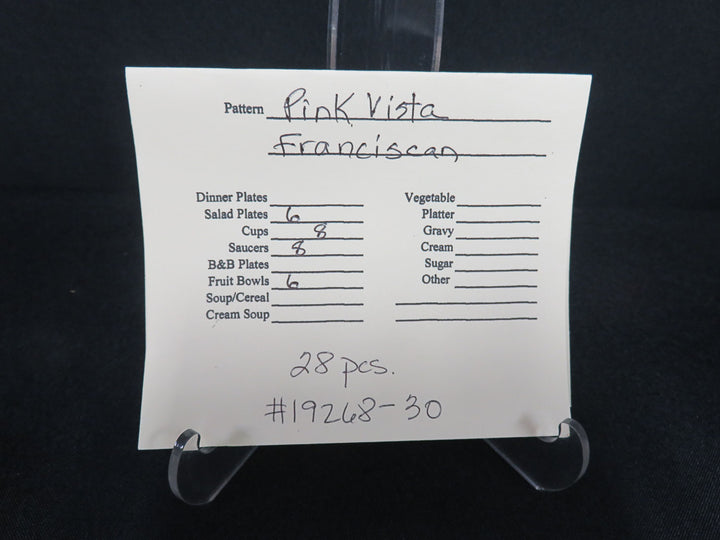 Pattern Pink Vista
Franciscan
Dinner Plates
Salad Plates 6
Cups 8
Saucers 8
B&B Plates
Fruit Bowls 6
Soup/Cereal
Cream Soup
Vegetable
Platter
Gravy
Cream
Sugar
Other
28 pcs.
#19268-30